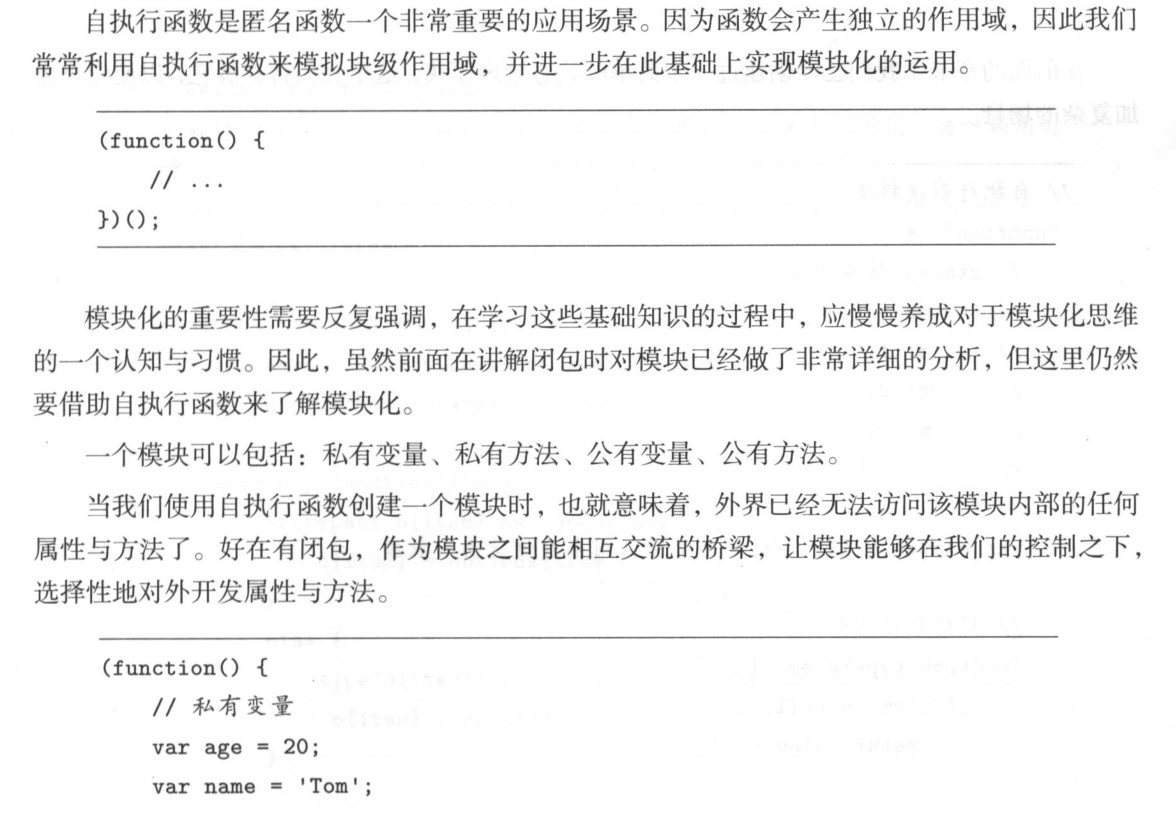 自执行函数是匿名函数一个非常重要的应用场景。因为函数会产生独立的作用域，因此我们
常常利用自执行函数来模拟块级作用域，并进一步在此基础上实现模块化的运用。
(function() {
    // ...
})();
模块化的重要性需要反复强调，在学习这些基础知识的过程中，应慢慢养成对于模块化思维
的一个认知与习惯。因此，虽然前面在讲解闭包时对模块已经做了非常详细的分析，但这里仍然
要借助自执行函数来了解模块化。
一个模块可以包括：私有变量、私有方法、公有变量、公有方法。
当我们使用自执行函数创建一个模块时，也就意味着，外界已经无法访问该模块内部的任何
属性与方法了。好在有闭包，作为模块之间能相互交流的桥梁，让模块能够在我们的控制之下，
选择性地对外开发属性与方法。
(function() {
    // 私有变量
    var age = 20;
    var name = 'Tom';